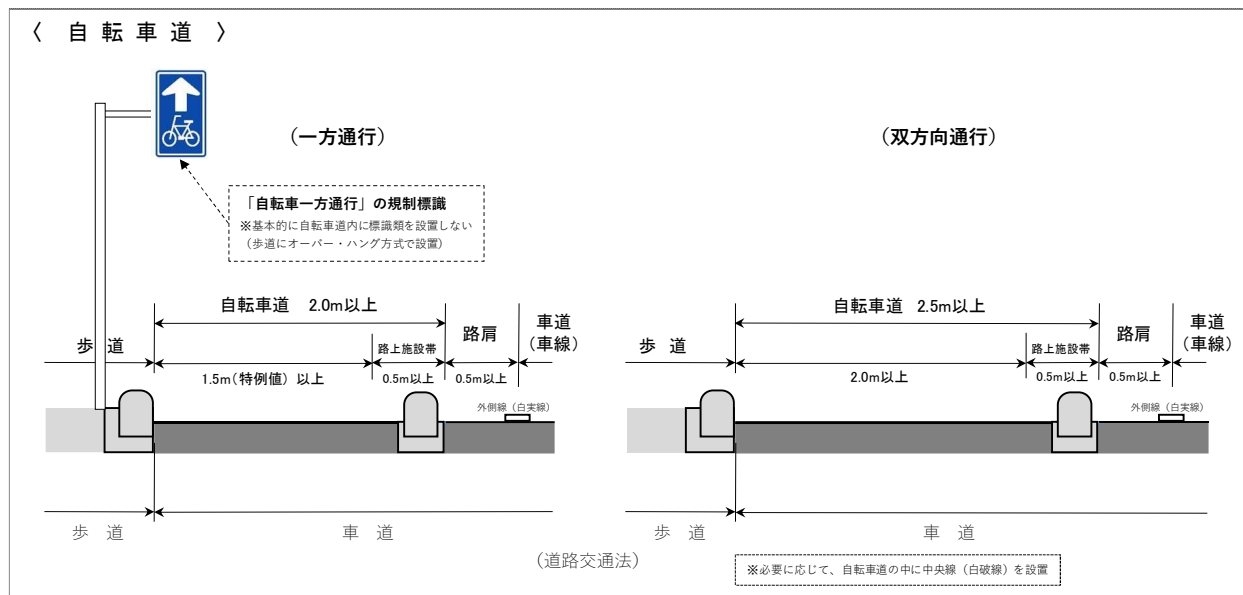 〈 自 転 車 道 〉
(一方通行)
(双方向通行)
「自転車一方通行」の規制標識
※基本的に自転車道内に標識類を設置しない
(歩道にオーバー・ハング方式で設置)
自転車道 2.0m以上
歩 道
路上施設帯
路肩
車道
(車線)
1.5m(特例値) 以上
0.5m以上
0.5m以上
外側線(白実線)
歩 道
車 道
自転車道 2.5m以上
歩 道
路上施設帯
路肩
車道
(車線)
2.0m以上
0.5m以上
0.5m以上
外側線(白実線)
歩 道
車 道
(道路交通法)
※必要に応じて、自転車道の中に中央線(白破線)を設置